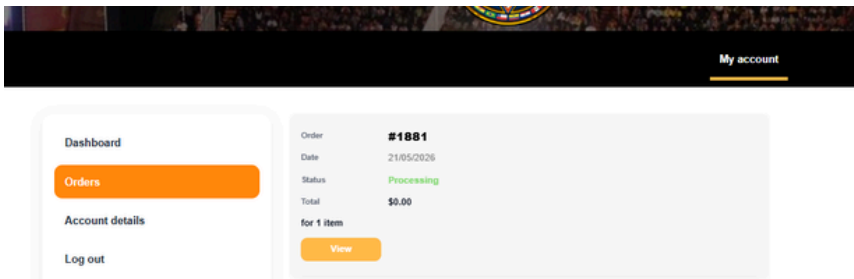 My account
Dashboard
Orders
Account details
Log out
Order #1881
Date 21/05/2026
Status Processing
Total $0.00
for 1 item
View